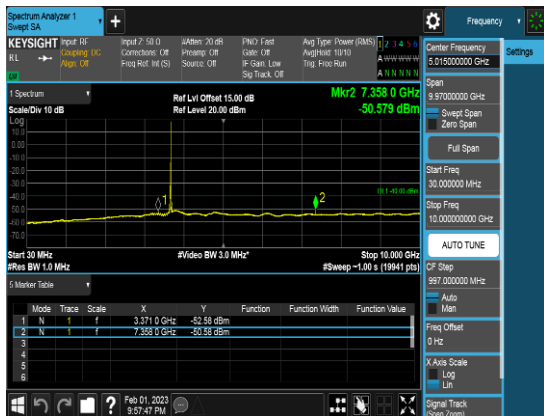 Spectrum Analyzer 1
Swept SA
Frequency
KEYSIGHT
Input: RF
Coupling: DC
Align: Off
Input Z: 50 Ω
Corrections: Off
Freq Ref: Int (S)
#Atten: 20 dB
Preamp: Off
Source: Off
PNO: Fast
Gate: Off
IF Gain: Low
Sig Track: Off
Avg Type: Power (RMS)
Avg|Hold: 10/10
Trig: Free Run
1 2 3 4 5 6
A W W W W W
A N N N N N
RL
1 Spectrum
Scale/Div 10 dB
Ref Lvl Offset 15.00 dB
Ref Level 20.00 dBm
Mkr2 7.358 0 GHz
-50.579 dBm
Log
10.0
0.00
-10.0
-20.0
-30.0
-40.0
-50.0
-60.0
-70.0
1
2
Start 30 MHz
#Res BW 1.0 MHz
#Video BW 3.0 MHz*
Stop 10.000 GHz
#Sweep ~1.00 s (19941 pts)
5 Marker Table
Mode Trace Scale X Y Function Function Width Function Value
1 N 1 f 3.371 0 GHz -52.58 dBm
2 N 1 f 7.358 0 GHz -50.58 dBm
3
4
5
6
Feb 01, 2023
9:57:47 PM
Center Frequency
5.015000000 GHz
Settings
Span
9.97000000 GHz
Swept Span
Zero Span
Full Span
Start Freq
30.000000 MHz
Stop Freq
10.000000000 GHz
AUTO TUNE
CF Step
997.000000 MHz
Auto
Man
Freq Offset
0 Hz
X Axis Scale
Log
Lin
Signal Track
(Span Zoom)